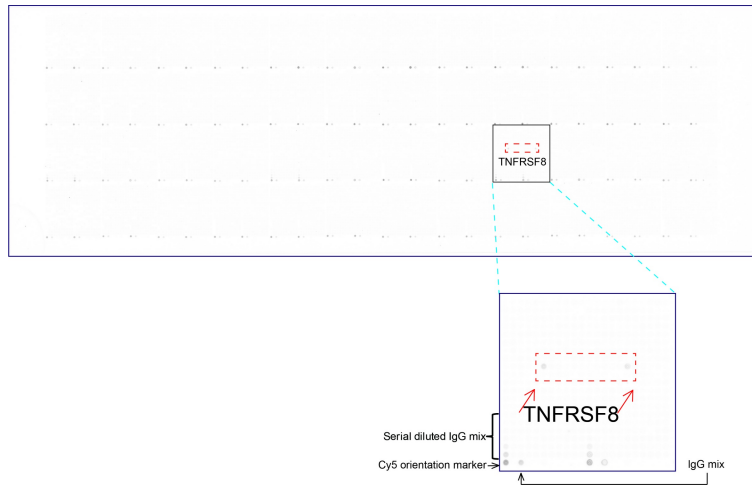 TNFRSF8
TNFRSF8
Serial diluted IgG mix
Cy5 orientation marker
IgG mix